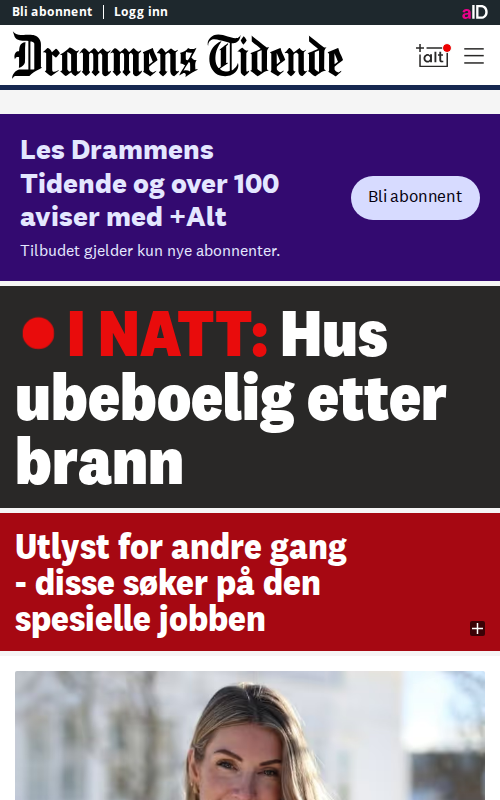 Bli abonnent | Logg inn
aID
Drammens Tidende
+alt
Les Drammens
Tidende og over 100
aviser med +Alt
Bli abonnent
Tilbudet gjelder kun nye abonnenter.
I NATT: Hus
ubeboelig etter
brann
Utlyst for andre gang
- disse søker på den
spesielle jobben
+